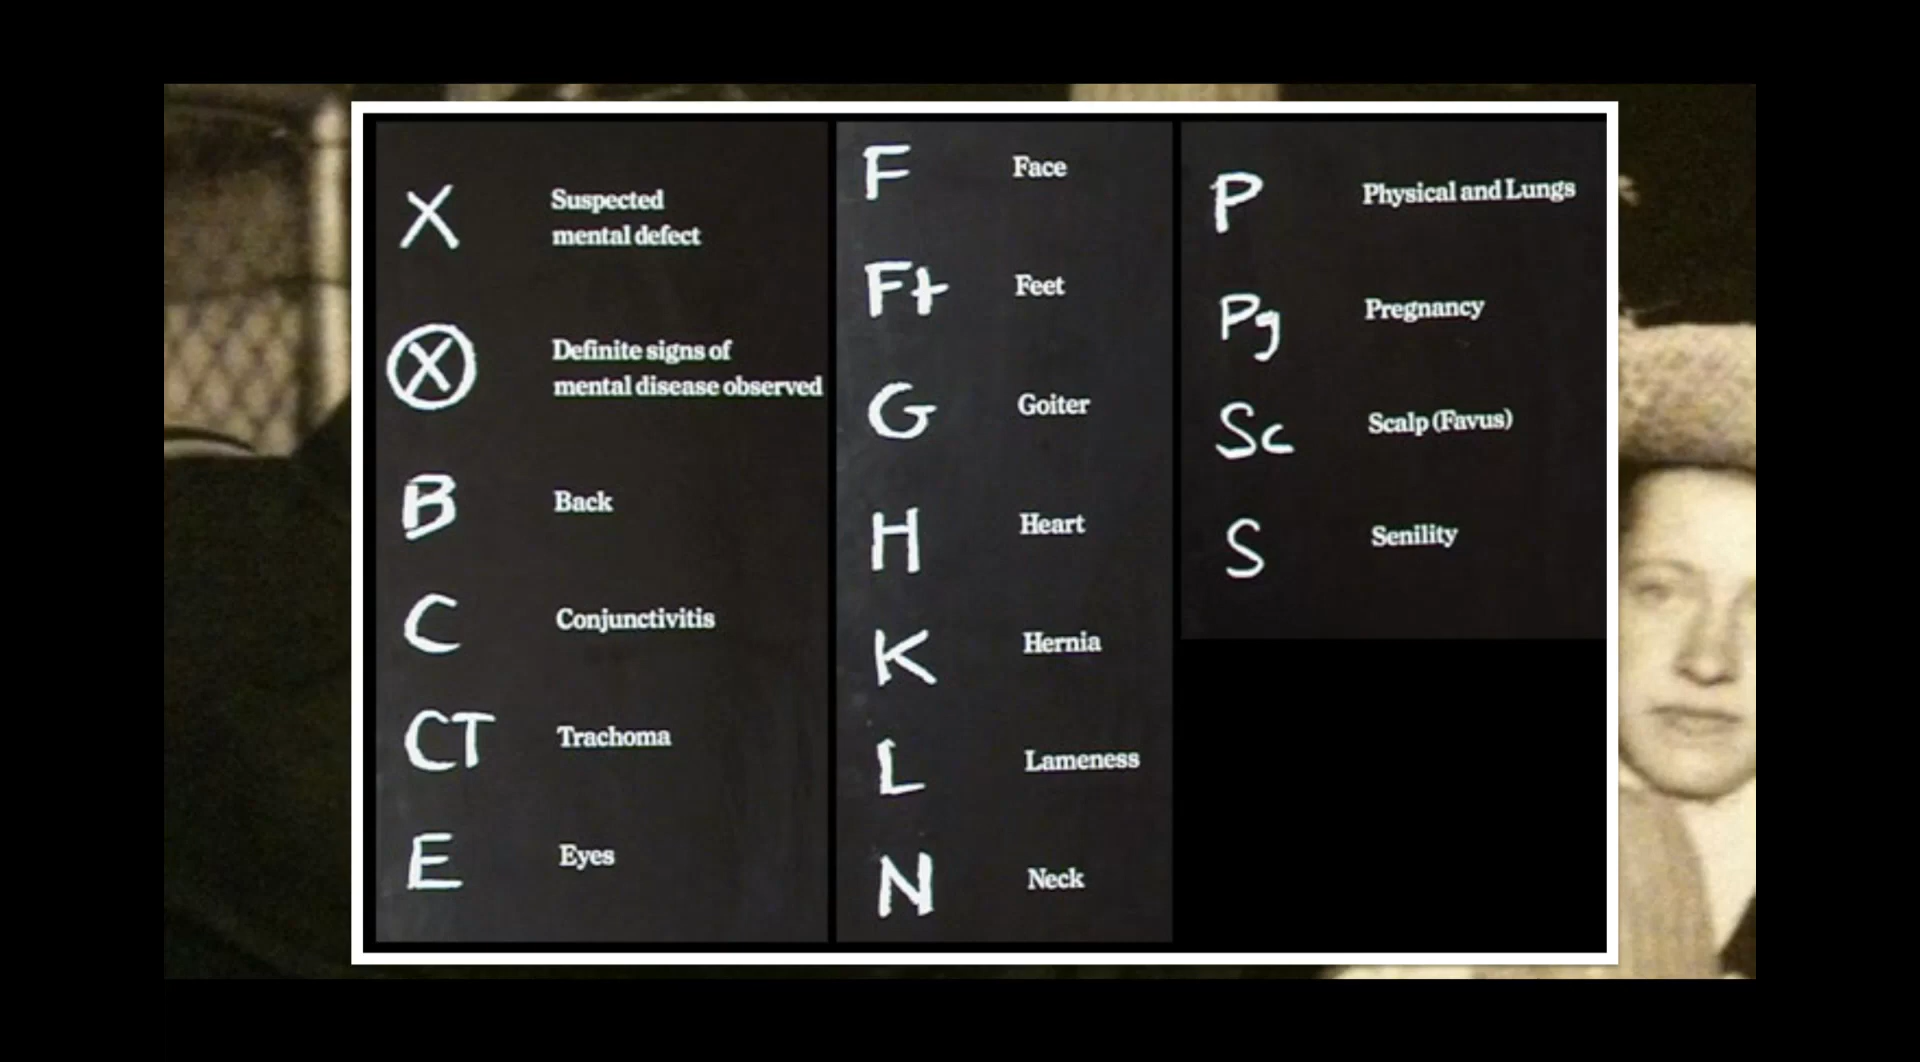 X Suspected
mental defect
X Definite signs of
mental disease observed
B Back
C Conjunctivitis
CT Trachoma
E Eyes
F Face
Ft Feet
G Goiter
H Heart
K Hernia
L Lameness
N Neck
P Physical and Lungs
Pg Pregnancy
Sc Scalp (Favus)
S Senility